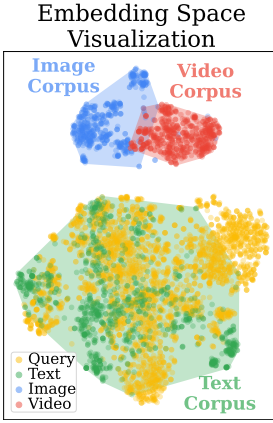 Embedding Space
Visualization
Image
Corpus
Video
Corpus
Query
Text
Image
Video
Text
Corpus